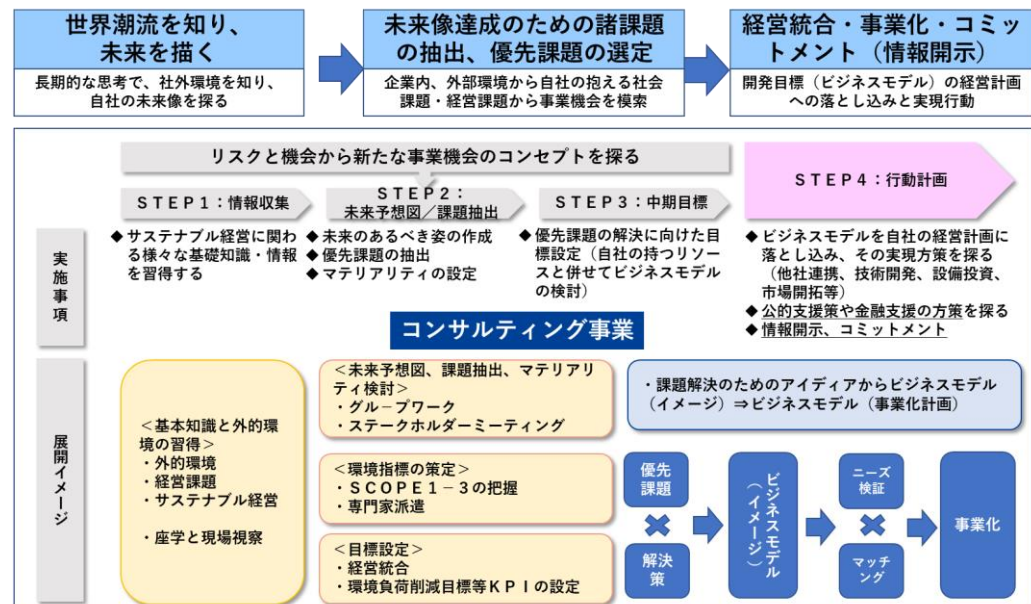 世界潮流を知り、
未来を描く
長期的な思考で、社外環境を知り、
自社の未来像を探る
未来像達成のための諸課題
の抽出、優先課題の選定
企業内、外部環境から自社の抱える社会
課題・経営課題から事業機会を模索
経営統合・事業化・コミッ
トメント（情報開示）
開発目標（ビジネスモデル）の経営計画
への落とし込みと実現行動
リスクと機会から新たな事業機会のコンセプトを探る
ＳＴＥＰ１：情報収集
ＳＴＥＰ２：
未来予想図／課題抽出
ＳＴＥＰ３：中期目標
ＳＴＥＰ４：行動計画
実施事項
◆サステナブル経営に関わ
る様々な基礎知識・情報
を習得する
◆未来のあるべき姿の作成
◆優先課題の抽出
◆マテリアリティの設定
◆優先課題の解決に向けた目
標設定（自社の持つリソー
スと併せてビジネスモデル
の検討）
◆ビジネスモデルを自社の経営計画に
落とし込み、その実現方策を探る
（他社連携、技術開発、設備投資、
市場開拓等）
◆公的支援策や金融支援の方策を探る
◆情報開示、コミットメント
コンサルティング事業
展開イメージ
＜基本知識と外的環
境の習得＞
・外的環境
・経営課題
・サステナブル経営
・座学と現場視察
＜未来予想図、課題抽出、マテリアリ
ティ検討＞
・グループワーク
・ステークホルダーミーティング
＜環境指標の策定＞
・ＳＣＯＰＥ１－３の把握
・専門家派遣
＜目標設定＞
・経営統合
・環境負荷削減目標等ＫＰＩの設定
・課題解決のためのアイディアからビジネスモデル
（イメージ）⇒ビジネスモデル（事業化計画）
優先
課題
解決
策
ビジネスモデル
（イメージ）
ニーズ
検証
マッチ
ング
事業化